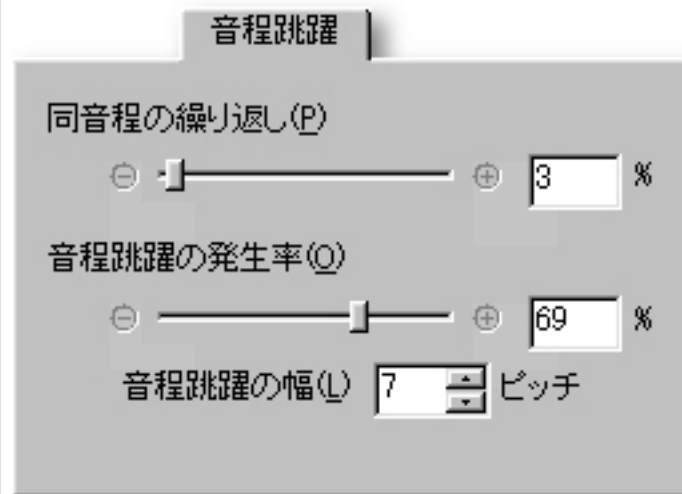 音程跳躍
同音程の繰り返し(P)
⊖ ⊕ 3 %
音程跳躍の発生率(O)
⊖ ⊕ 69 %
音程跳躍の幅(L) 7 ピッチ